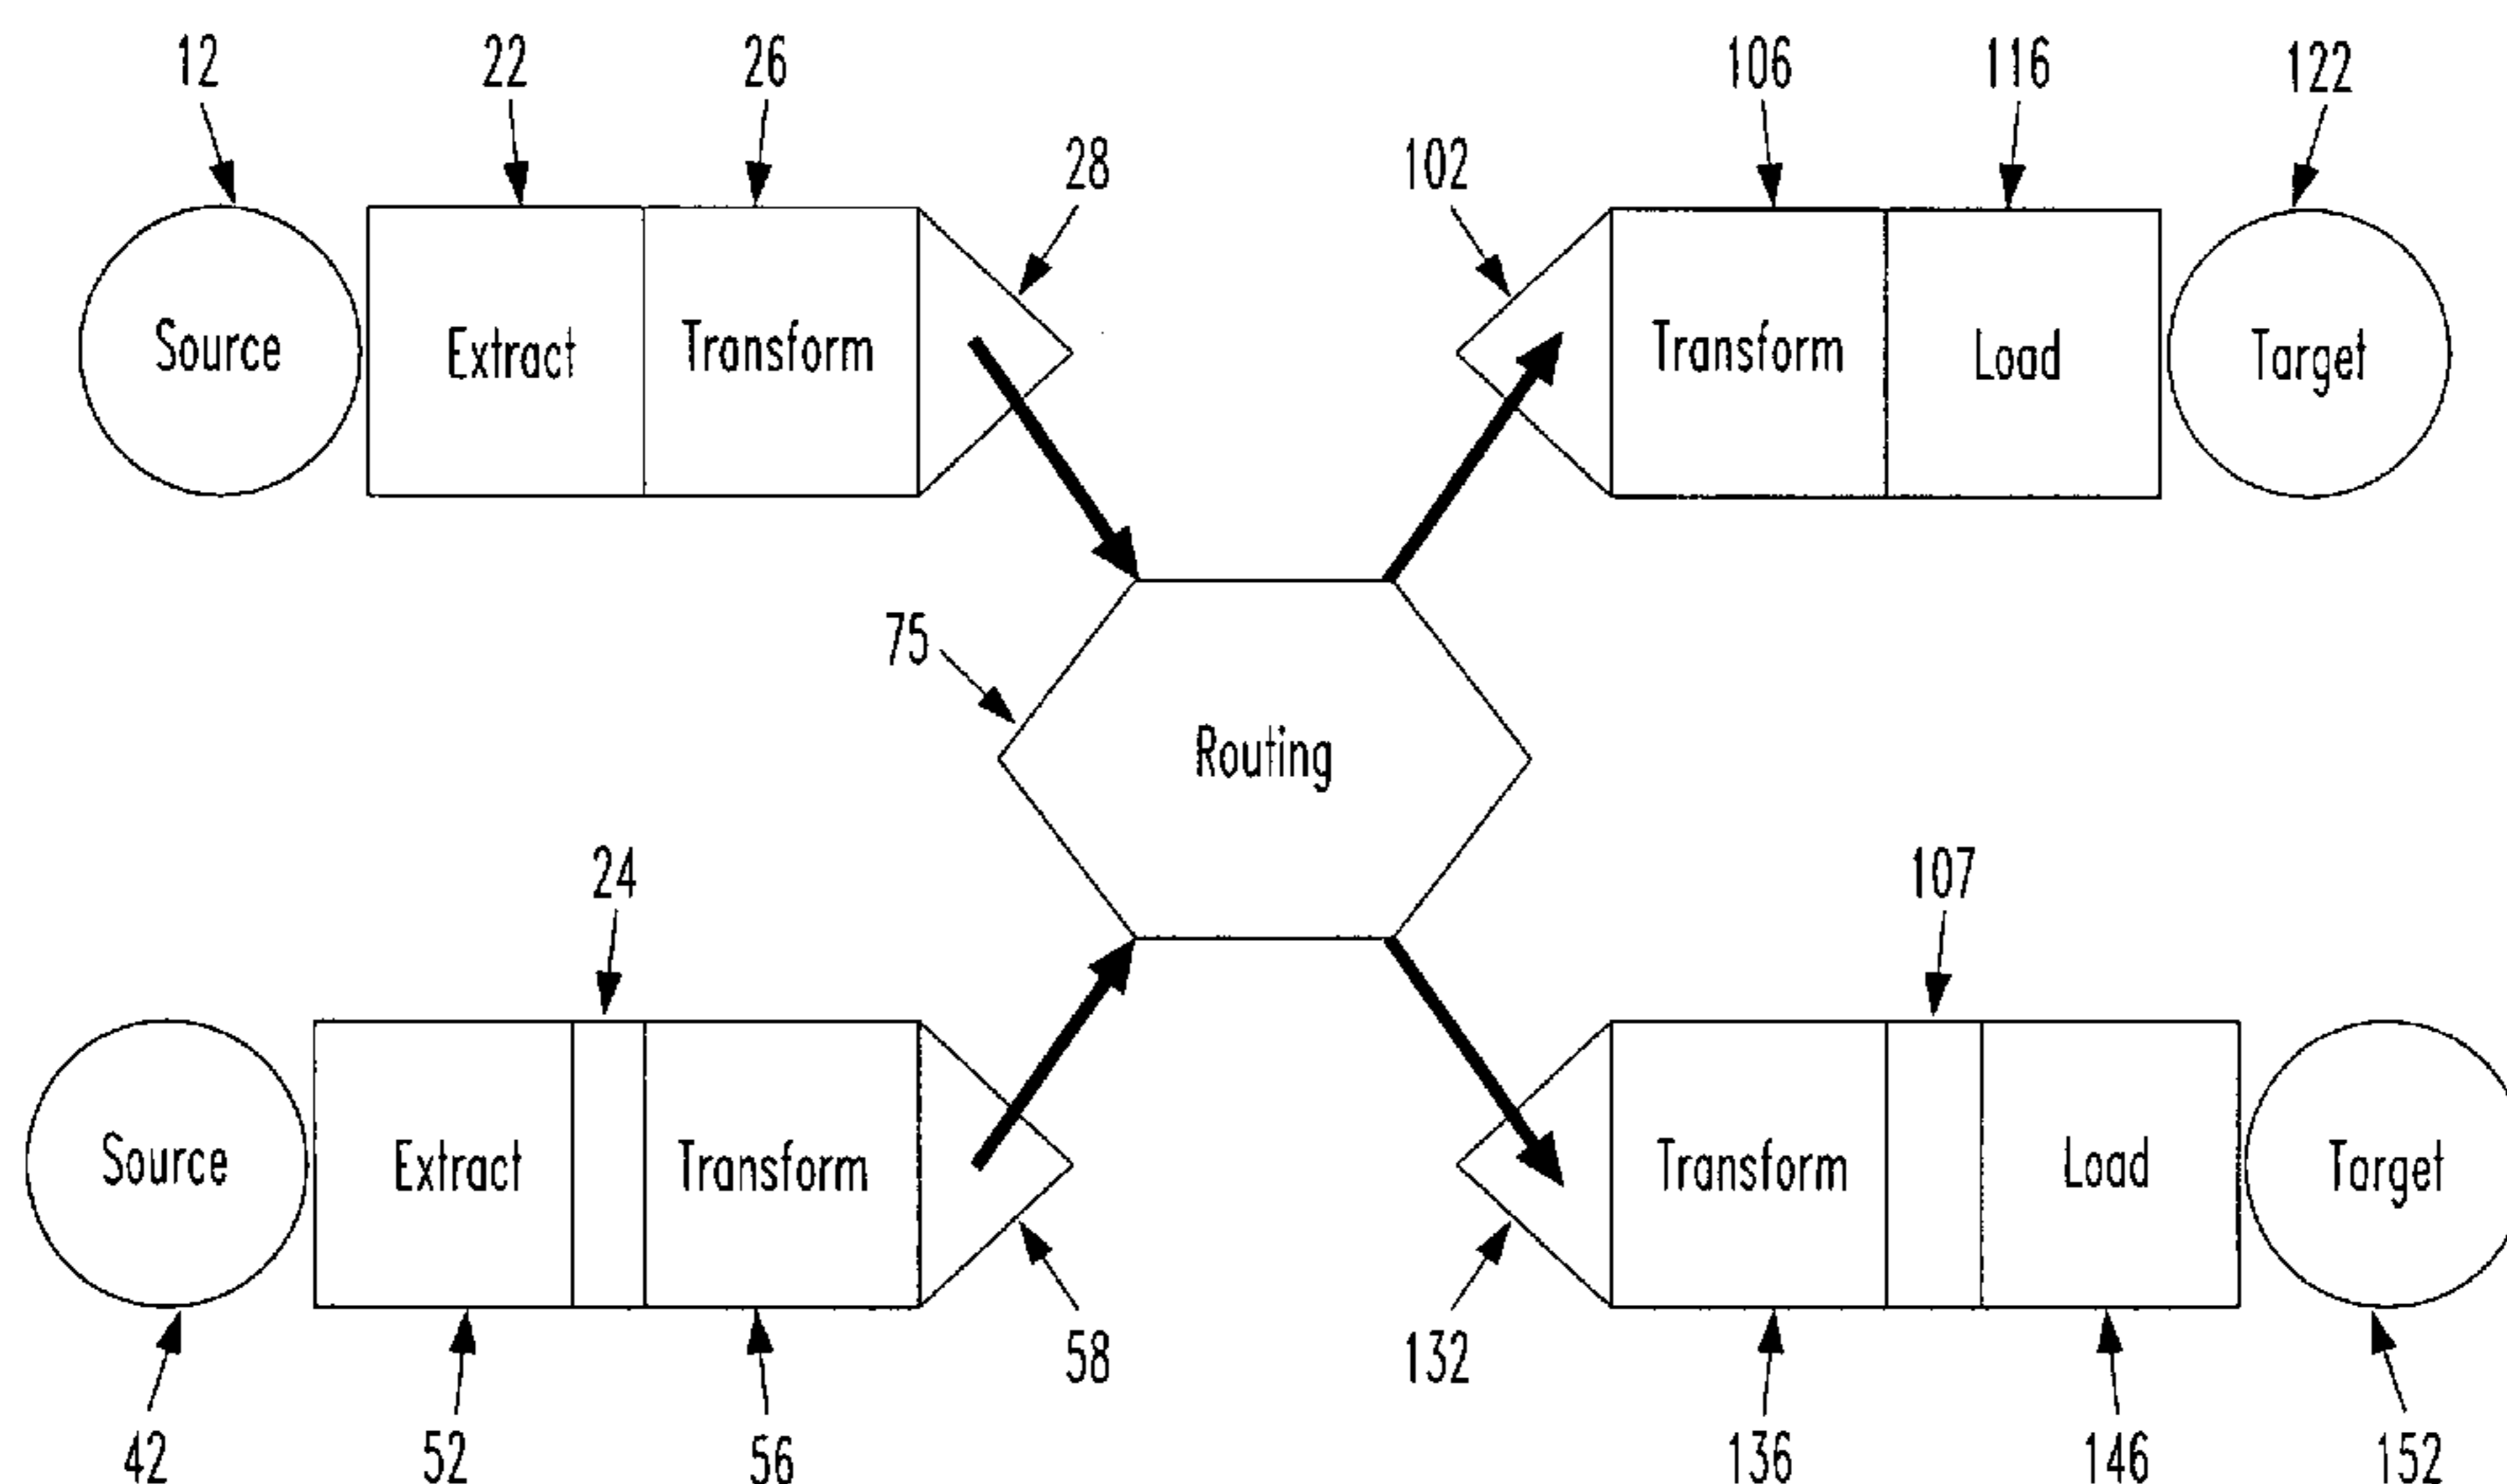 12 22 26 106 116 122
28 102
Source Extract Transform Transform Load Target
75
Routing
24 107
Source Extract Transform Transform Load Target
58 132
42 52 56 136 146 152